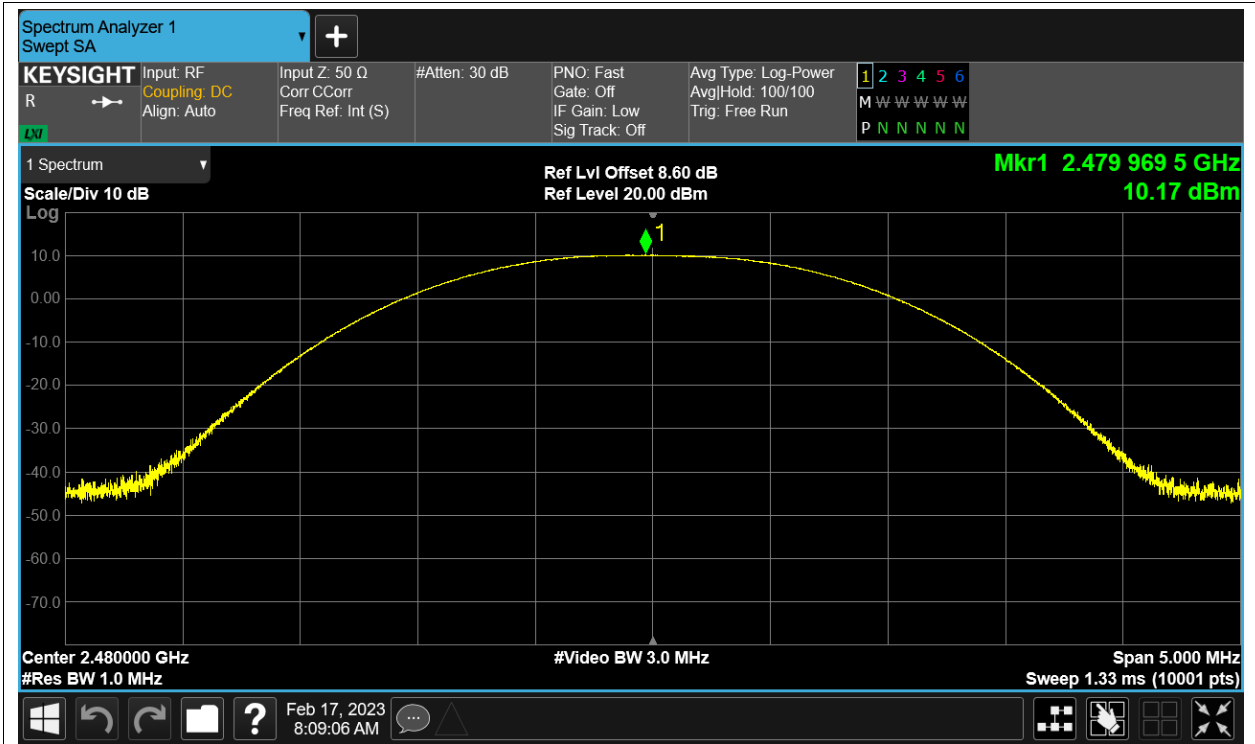 Spectrum Analyzer 1
Swept SA
KEYSIGHT
R
LXI
Input: RF
Coupling: DC
Align: Auto
Input Z: 50 Ω
Corr CCorr
Freq Ref: Int (S)
#Atten: 30 dB
PNO: Fast
Gate: Off
IF Gain: Low
Sig Track: Off
Avg Type: Log-Power
Avg|Hold: 100/100
Trig: Free Run
1 2 3 4 5 6
M W W W W W
P N N N N N
1 Spectrum
Scale/Div 10 dB
Log
Ref Lvl Offset 8.60 dB
Ref Level 20.00 dBm
Mkr1 2.479 969 5 GHz
10.17 dBm
1
10.0
0.00
-10.0
-20.0
-30.0
-40.0
-50.0
-60.0
-70.0
Center 2.480000 GHz
#Res BW 1.0 MHz
#Video BW 3.0 MHz
Span 5.000 MHz
Sweep 1.33 ms (10001 pts)
?
Feb 17, 2023
8:09:06 AM